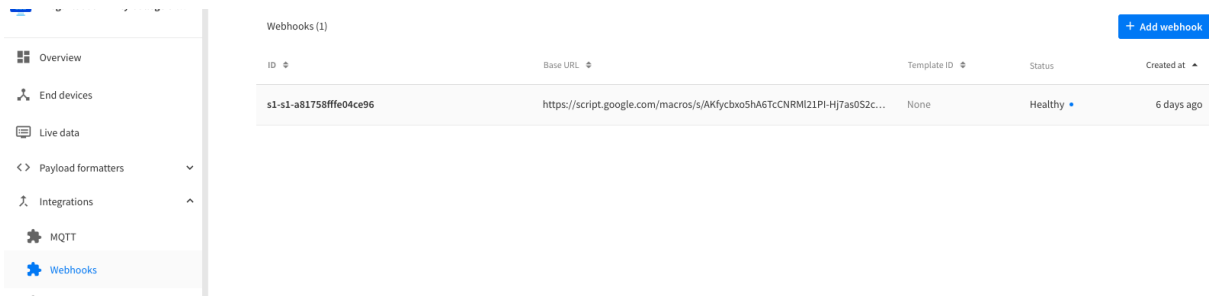 Webhooks (1)
+ Add webhook
Overview
ID
Base URL
Template ID
Status
Created at
End devices
s1-s1-a81758fffe04ce96
https://script.google.com/macros/s/AKfycbxo5hA6TcCNRMl21PI-Hj7as0S2c...
None
Healthy
6 days ago
Live data
<> Payload formatters
Integrations
MQTT
Webhooks